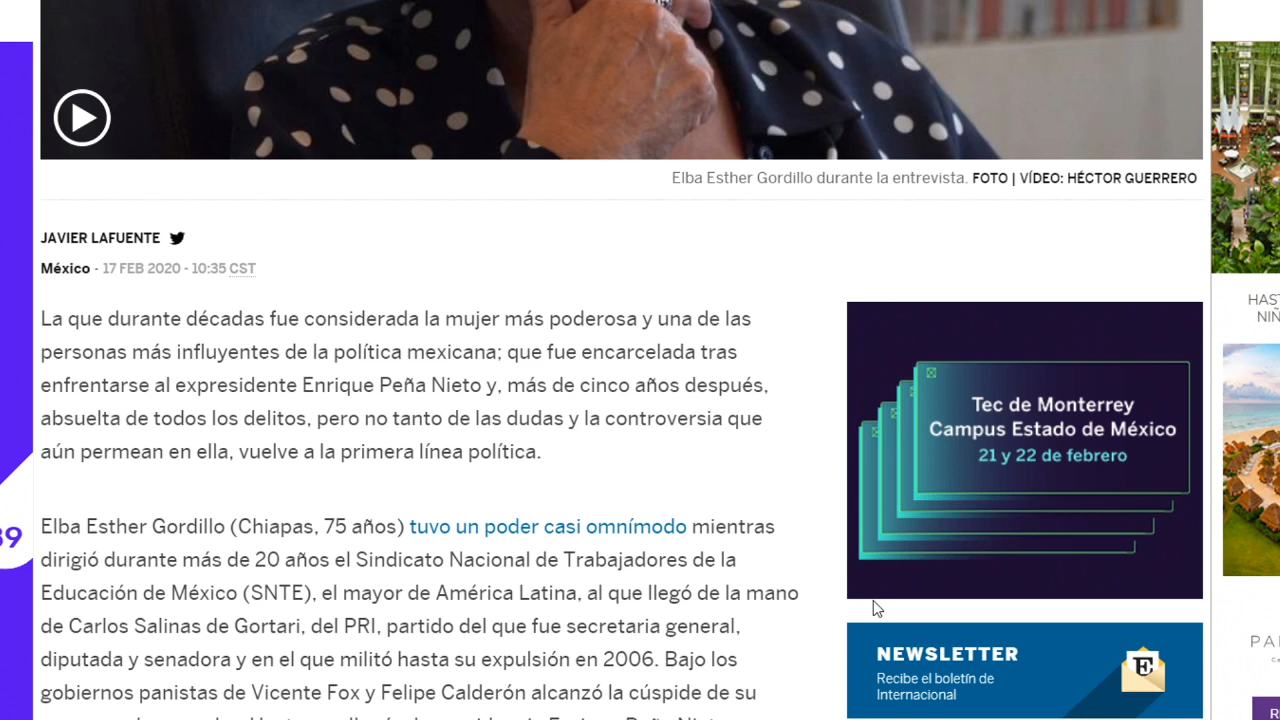 Elba Esther Gordillo durante la entrevista. FOTO | VÍDEO: HÉCTOR GUERRERO
JAVIER LAFUENTE
México - 17 FEB 2020 - 10:35 CST
La que durante décadas fue considerada la mujer más poderosa y una de las
personas más influyentes de la política mexicana; que fue encarcelada tras
enfrentarse al expresidente Enrique Peña Nieto y, más de cinco años después,
absuelta de todos los delitos, pero no tanto de las dudas y la controversia que
aún permean en ella, vuelve a la primera línea política.
Elba Esther Gordillo (Chiapas, 75 años) tuvo un poder casi omnímodo mientras
dirigió durante más de 20 años el Sindicato Nacional de Trabajadores de la
Educación de México (SNTE), el mayor de América Latina, al que llegó de la mano
de Carlos Salinas de Gortari, del PRI, partido del que fue secretaria general,
diputada y senadora y en el que militó hasta su expulsión en 2006. Bajo los
gobiernos panistas de Vicente Fox y Felipe Calderón alcanzó la cúspide de su
Tec de Monterrey
Campus Estado de México
21 y 22 de febrero
NEWSLETTER
Recibe el boletín de
Internacional
E
HAS
NIÑ
PA
39